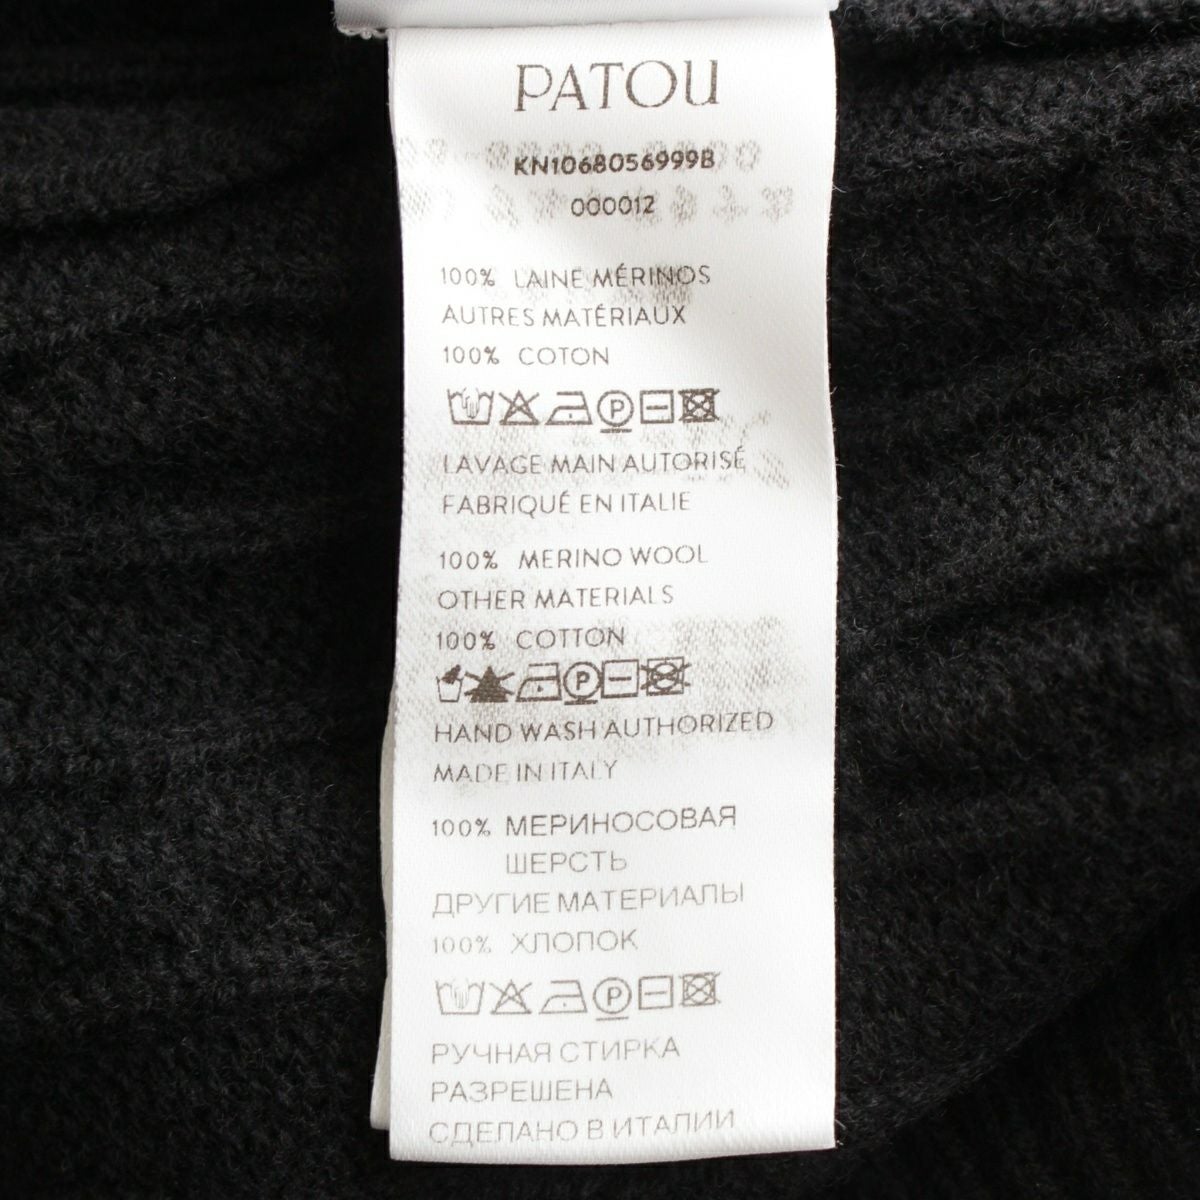 PATOU
KN1068056999B
000012
100% LAINE MÉRINOS
AUTRES MATÉRIAUX
100% COTON
P
LAVAGE MAIN AUTORISÉ
FABRIQUÉ EN ITALIE
100% MERINO WOOL
OTHER MATERIALS
100% COTTON
P
HAND WASH AUTHORIZED
MADE IN ITALY
100% МЕРИНОСОВАЯ
ШЕРСТЬ
ДРУГИЕ МАТЕРИАЛЫ
100% ХЛОПОК
P
РУЧНАЯ СТИРКА
РАЗРЕШЕНА
СДЕЛАНО В ИТАЛИИ